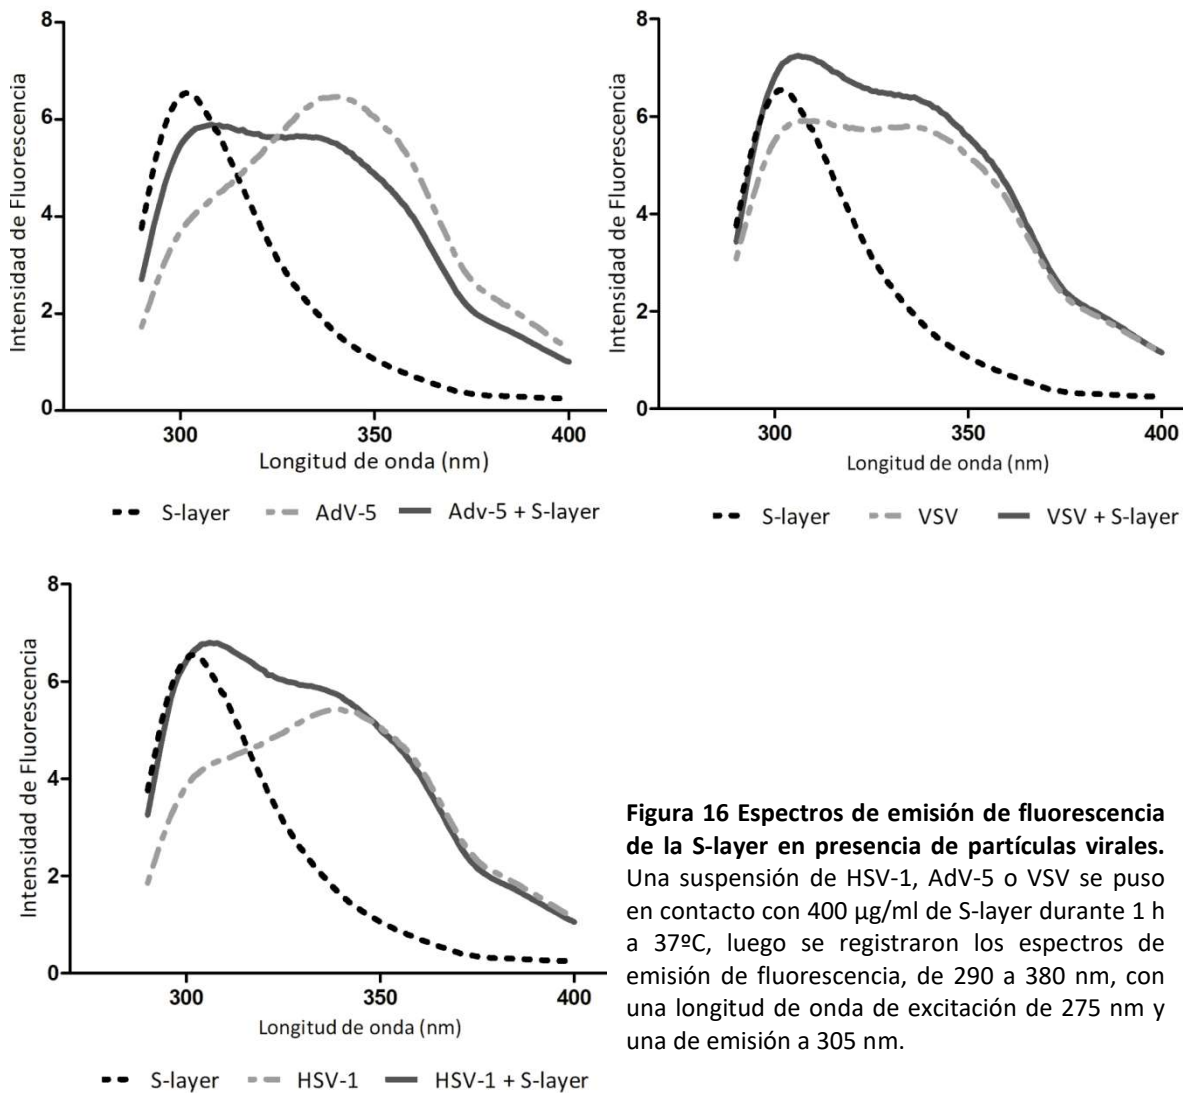 8
6
4
2
0
Intensidad de Fluorescencia
300
350
400
Longitud de onda (nm)
S-layer
AdV-5
Adv-5 + S-layer
8
6
4
2
0
Intensidad de Fluorescencia
300
350
400
Longitud de onda (nm)
S-layer
VSV
VSV + S-layer
8
6
4
2
0
Intensidad de Fluorescencia
300
350
400
Longitud de onda (nm)
S-layer
HSV-1
HSV-1 + S-layer
Figura 16 Espectros de emisión de fluorescencia
de la S-layer en presencia de partículas virales.
Una suspensión de HSV-1, AdV-5 o VSV se puso
en contacto con 400 µg/ml de S-layer durante 1 h
a 37ºC, luego se registraron los espectros de
emisión de fluorescencia, de 290 a 380 nm, con
una longitud de onda de excitación de 275 nm y
una de emisión a 305 nm.